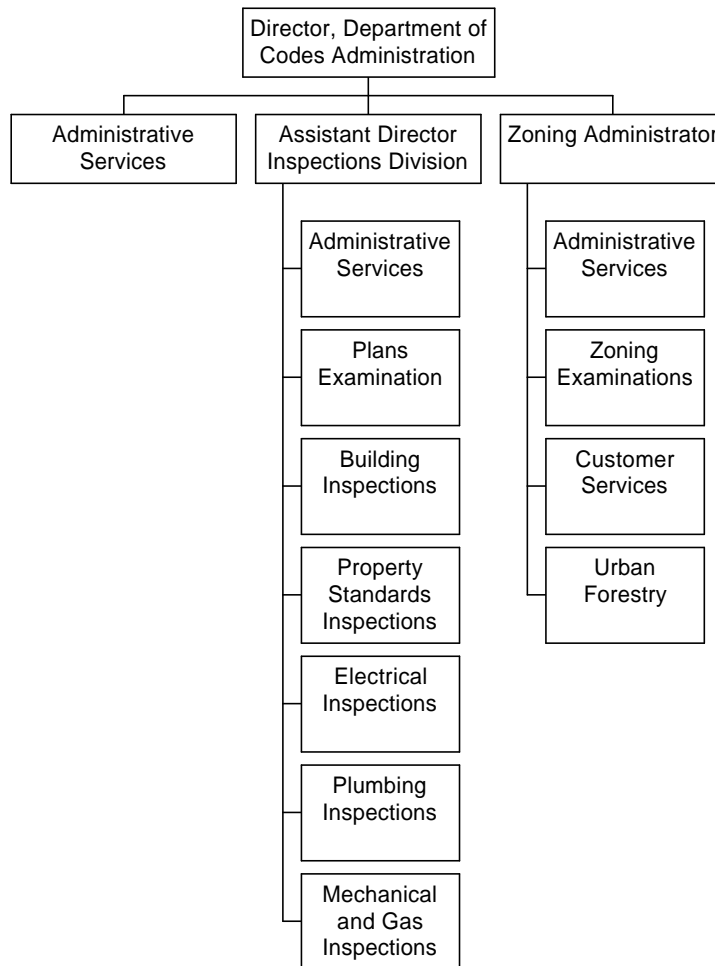 Director, Department of
Codes Administration
Administrative
Services
Assistant Director
Inspections Division
Zoning Administrator
Administrative
Services
Plans
Examination
Building
Inspections
Property
Standards
Inspections
Electrical
Inspections
Plumbing
Inspections
Mechanical
and Gas
Inspections
Administrative
Services
Zoning
Examinations
Customer
Services
Urban
Forestry